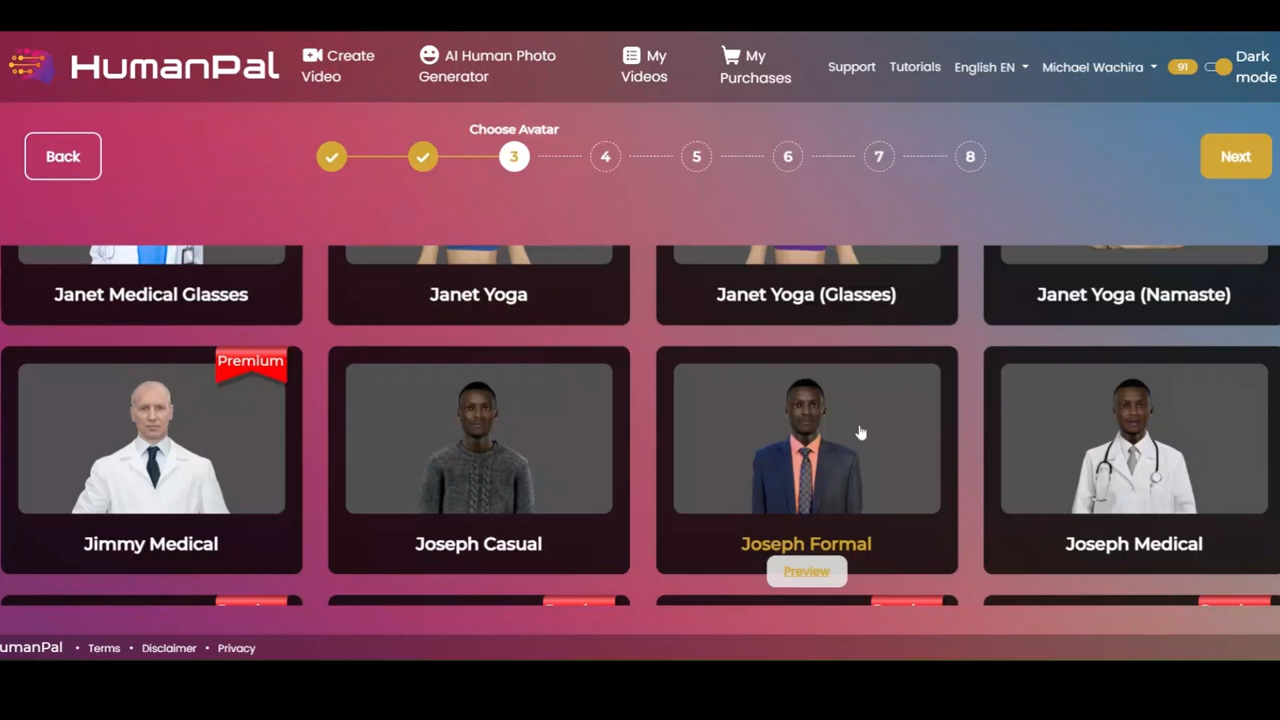 HumanPal
Create Video
AI Human Photo Generator
My Videos
My Purchases
Support
Tutorials
English EN
Michael Wachira
91
Dark mode
Back
Choose Avatar
3
4
5
6
7
8
Next
Janet Medical Glasses
Janet Yoga
Janet Yoga (Glasses)
Janet Yoga (Namaste)
Premium
Jimmy Medical
Joseph Casual
Joseph Formal
Joseph Medical
Preview
umanPal • Terms • Disclaimer • Privacy